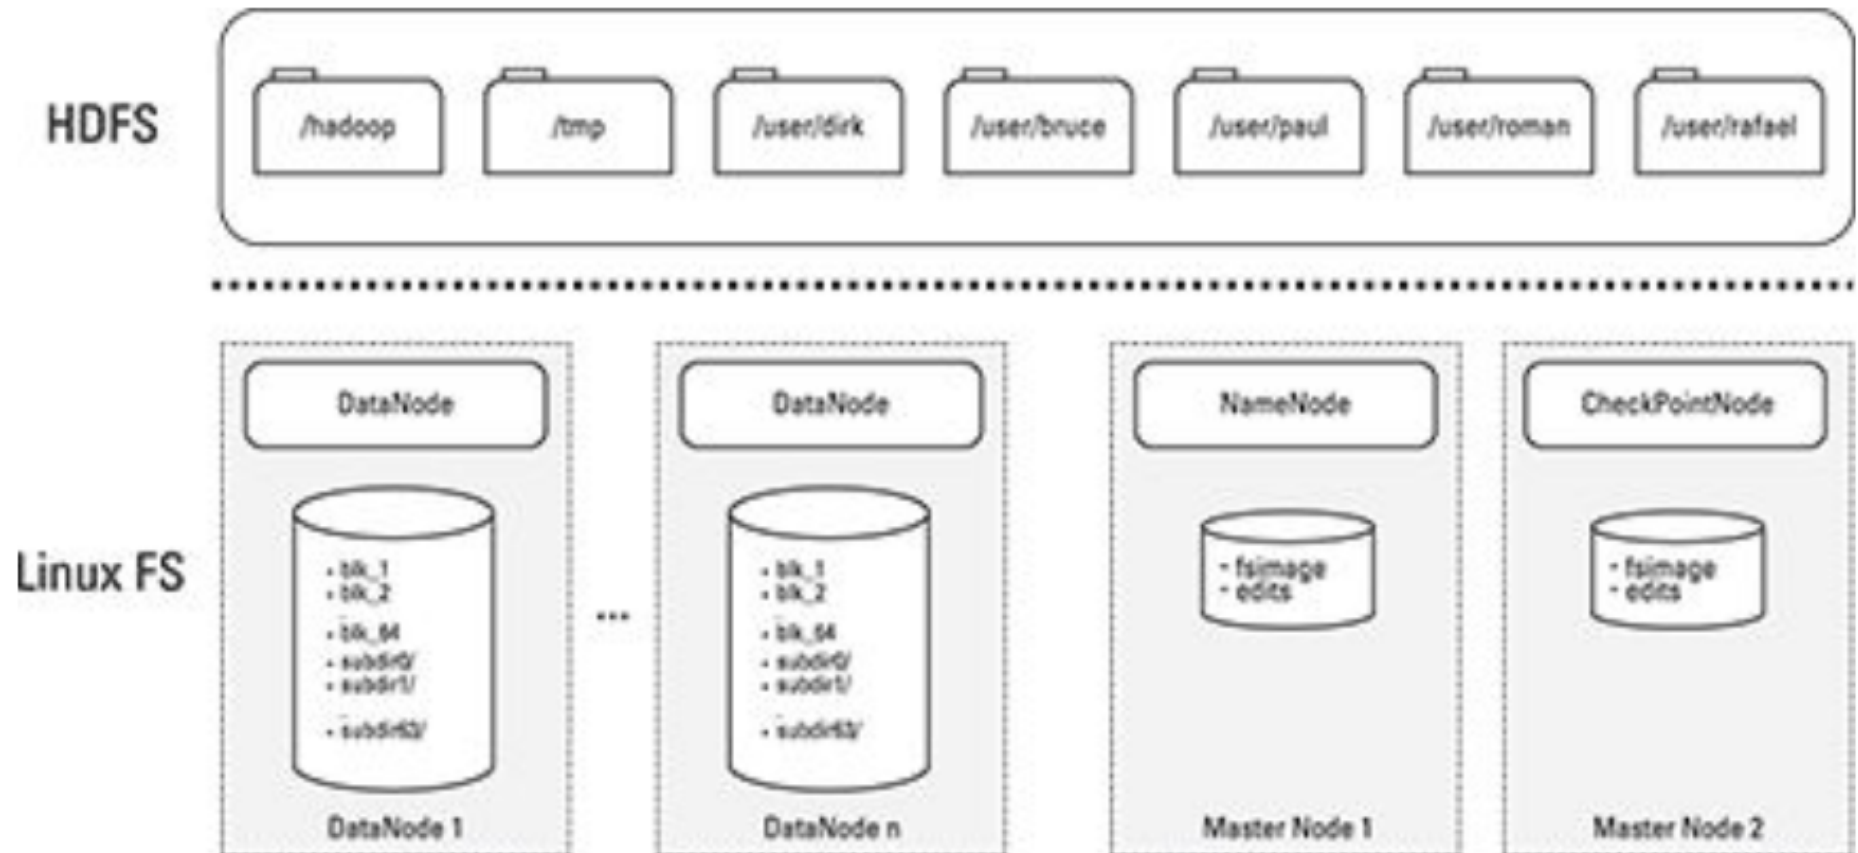 HDFS
/hadoop
/tmp
/user/dirk
/user/bruce
/user/paul
/user/roman
/user/rafael
Linux FS
DataNode
- blk_1
- blk_2
...
- blk_64
- subdir0/
- subdir1/
...
- subdir63/
DataNode 1
...
DataNode
- blk_1
- blk_2
...
- blk_64
- subdir0/
- subdir1/
...
- subdir63/
DataNode n
NameNode
- fsimage
- edits
Master Node 1
CheckPointNode
- fsimage
- edits
Master Node 2